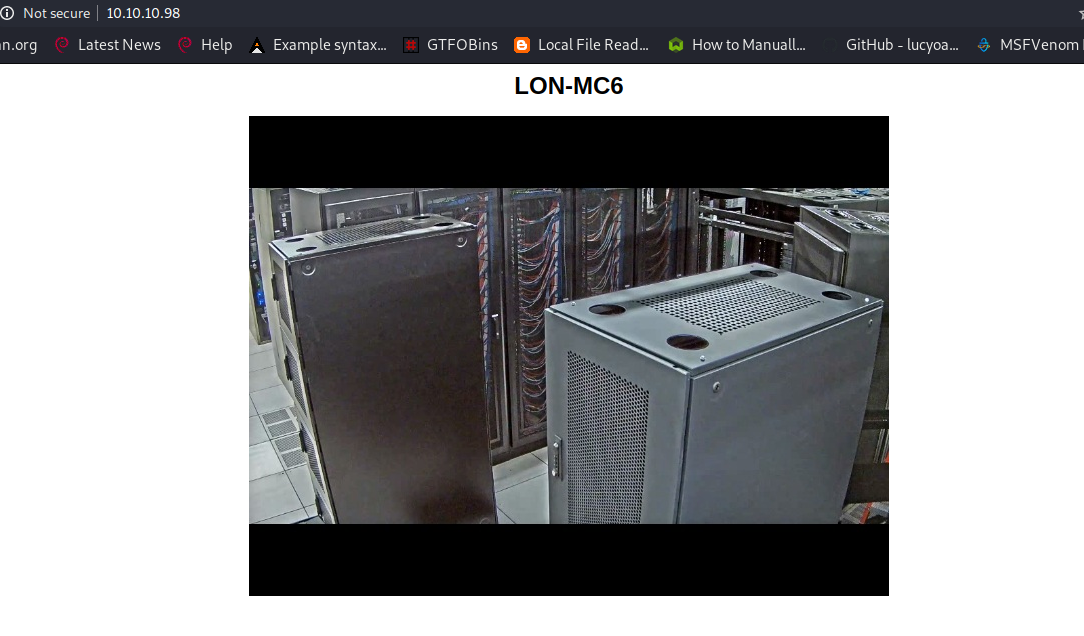 Not secure 10.10.10.98
n.org Latest News Help Example syntax... GTFOBins Local File Read... How to Manuall... GitHub - lucyoa... MSFVenom
LON-MC6